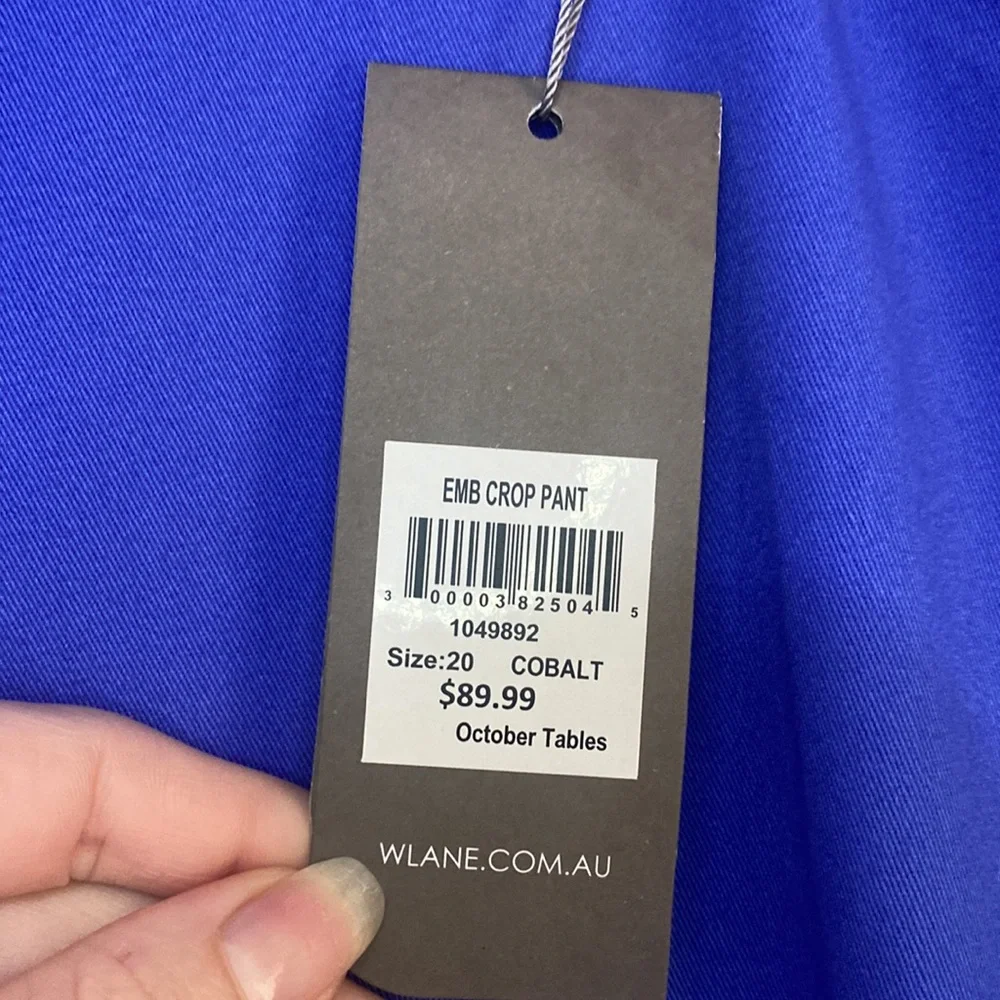 EMB CROP PANT
3 00003 82504 5
1049892
Size:20 COBALT
$89.99
October Tables
WLANE.COM.AU